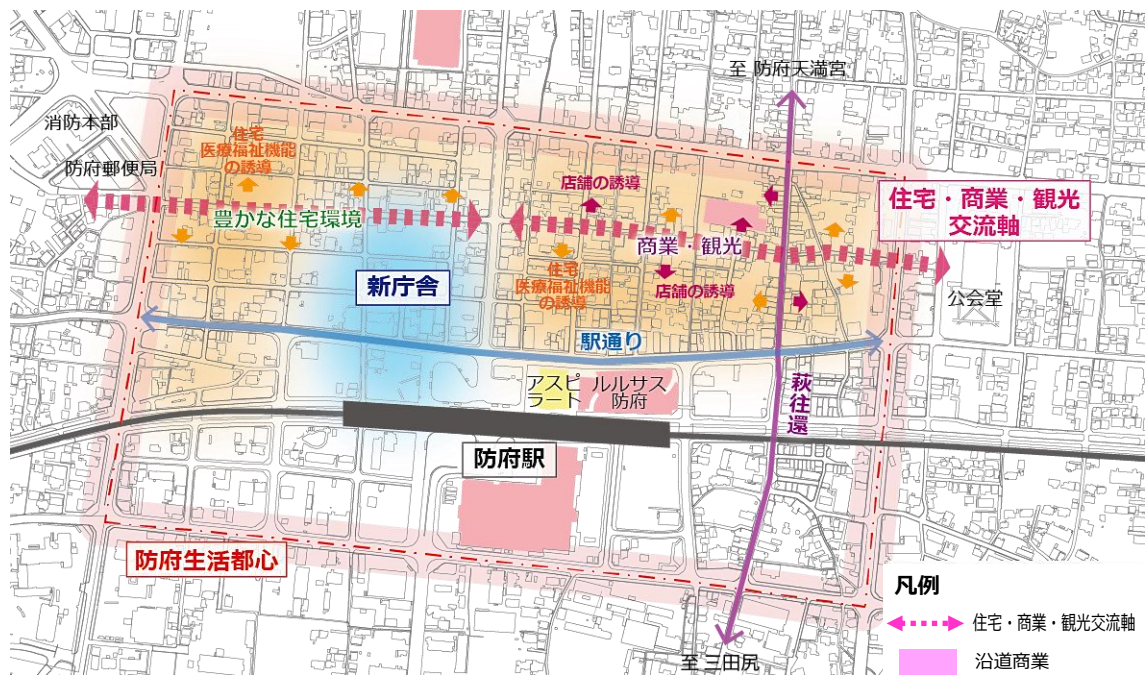 至 防府天満宮
消防本部
防府郵便局
住宅
医療福祉機能
の誘導
店舗の誘導
住宅・商業・観光
交流軸
豊かな住宅環境
商業・観光
新庁舎
住宅
医療福祉機能
の誘導
店舗の誘導
公会堂
駅通り
アスピ
ラート
ルルサス
防府
萩往還
防府駅
防府生活都心
至 三田尻
凡例
住宅・商業・観光交流軸
沿道商業